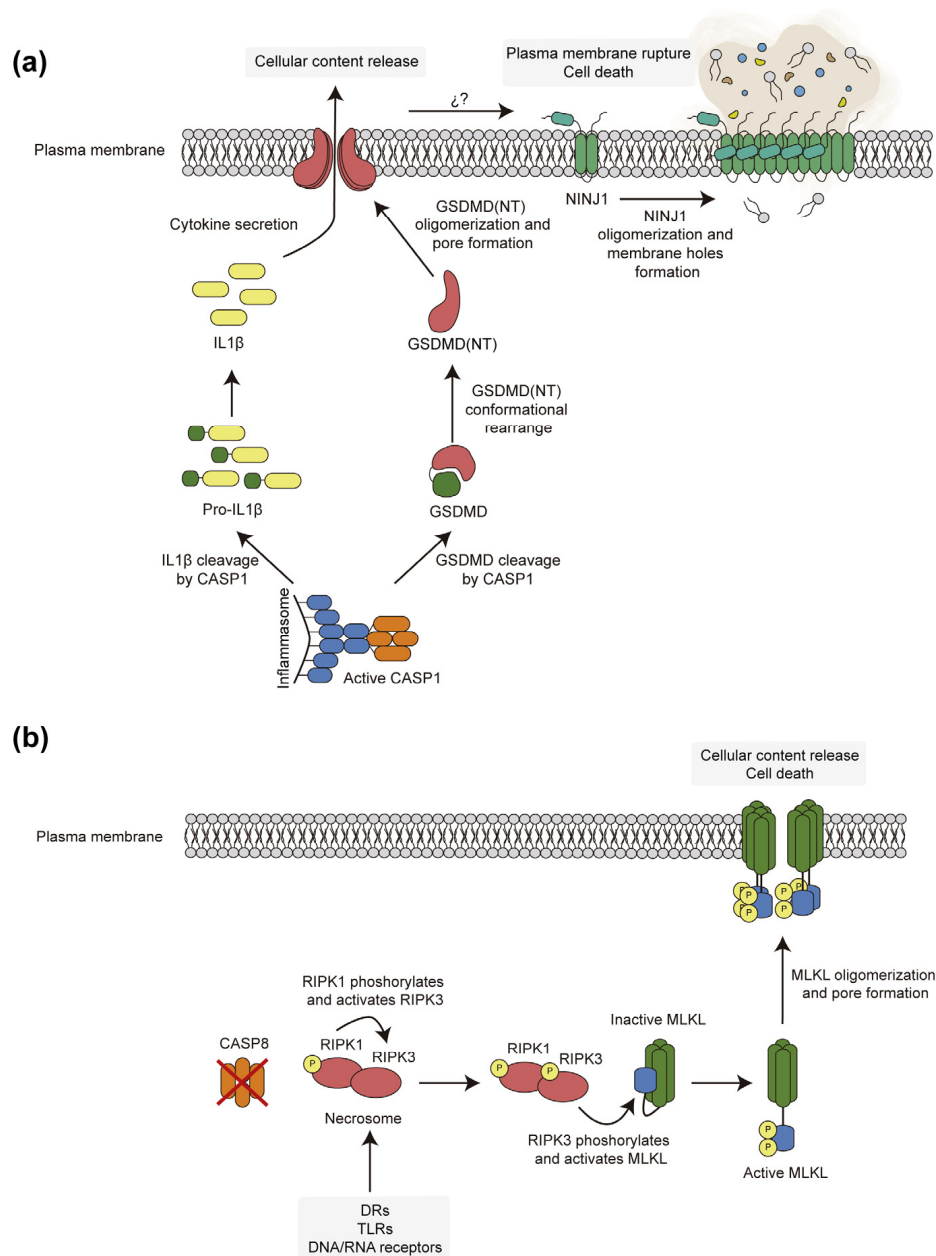 (a)
Cellular content release
Plasma membrane rupture
Cell death
¿?
Plasma membrane
NINJ1
NINJ1
oligomerization and
membrane holes
formation
Cytokine secretion
GSDMD(NT)
oligomerization and
pore formation
IL1β
GSDMD(NT)
GSDMD(NT)
conformational
rearrange
Pro-IL1β
GSDMD
IL1β cleavage
by CASP1
GSDMD cleavage
by CASP1
Inflammasome
Active CASP1
(b)
Cellular content release
Cell death
Plasma membrane
P
P
P
P
P
P
MLKL oligomerization
and pore formation
RIPK1 phoshorylates
and activates RIPK3
CASP8
RIPK1
RIPK3
P
Necrosome
RIPK1
RIPK3
P
P
Inactive MLKL
RIPK3 phoshorylates
and activates MLKL
P
P
Active MLKL
DRs
TLRs
DNA/RNA receptors